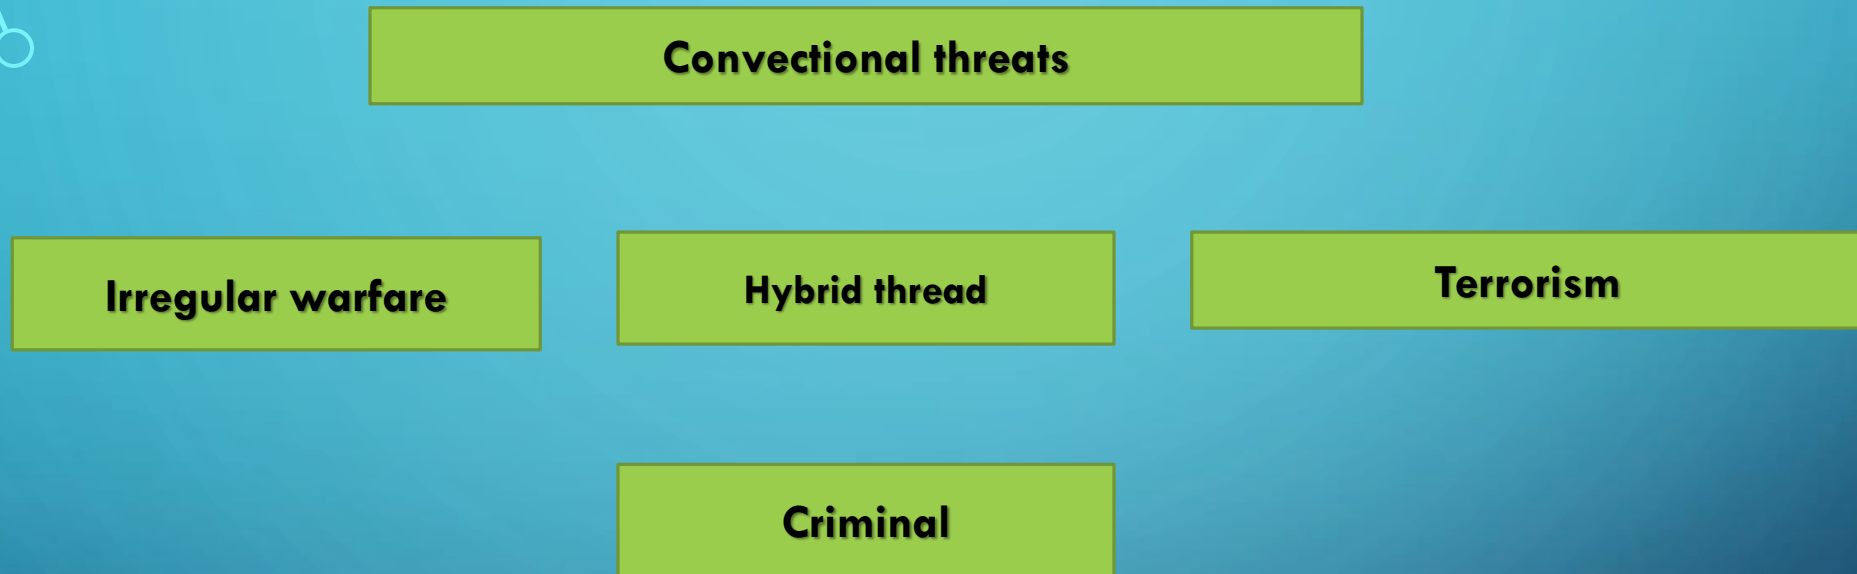 Convectional threats
Irregular warfare
Hybrid thread
Terrorism
Criminal